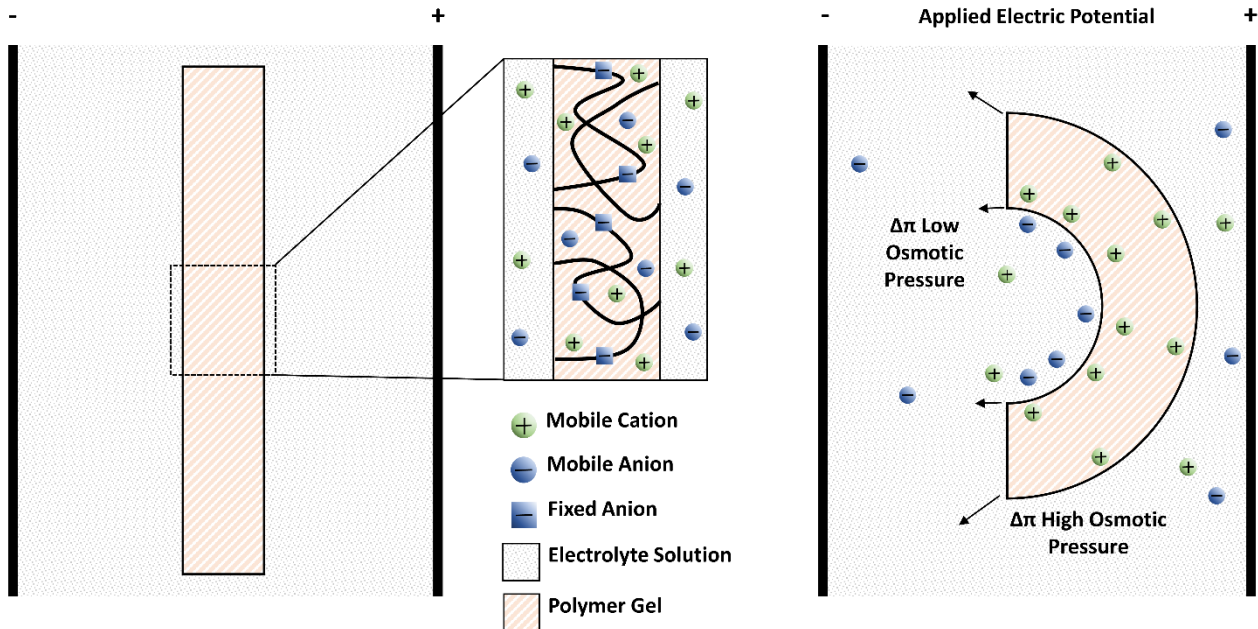 - +
- Applied Electric Potential +
Δπ Low
Osmotic
Pressure
Mobile Cation
Mobile Anion
Fixed Anion
Electrolyte Solution
Polymer Gel
Δπ High Osmotic
Pressure